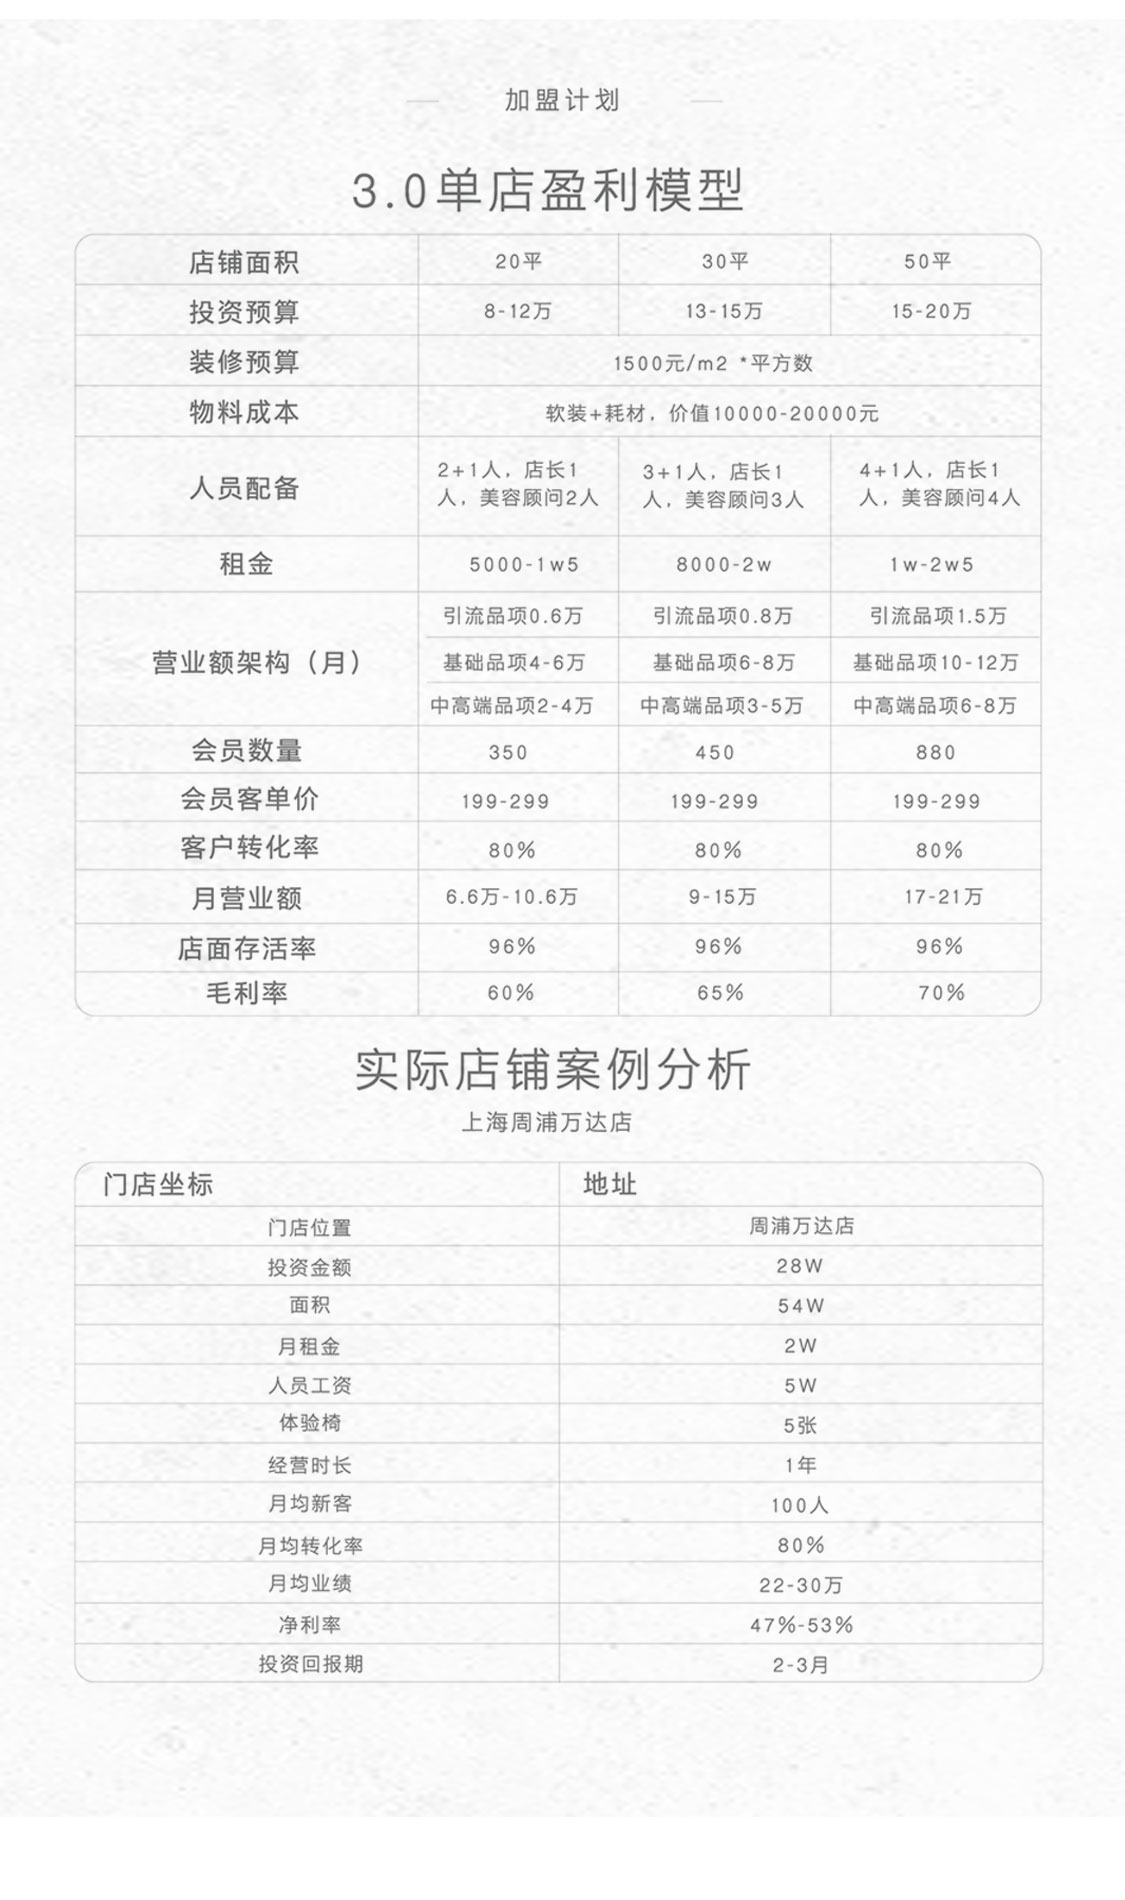 加盟计划
3.0单店盈利模型
店铺面积 20平 30平 50平
投资预算 8-12万 13-15万 15-20万
装修预算 1500元/m2 *平方数
物料成本 软装+耗材，价值10000-20000元
人员配备 2+1人，店长1人，美容顾问2人 3+1人，店长1人，美容顾问3人 4+1人，店长1人，美容顾问4人
租金 5000-1w5 8000-2w 1w-2w5
营业额架构（月）
引流品项0.6万 引流品项0.8万 引流品项1.5万
基础品项4-6万 基础品项6-8万 基础品项10-12万
中高端品项2-4万 中高端品项3-5万 中高端品项6-8万
会员数量 350 450 880
会员客单价 199-299 199-299 199-299
客户转化率 80% 80% 80%
月营业额 6.6万-10.6万 9-15万 17-21万
店面存活率 96% 96% 96%
毛利率 60% 65% 70%
实际店铺案例分析
上海周浦万达店
门店坐标 地址
门店位置 周浦万达店
投资金额 28W
面积 54W
月租金 2W
人员工资 5W
体验椅 5张
经营时长 1年
月均新客 100人
月均转化率 80%
月均业绩 22-30万
净利率 47%-53%
投资回报期 2-3月